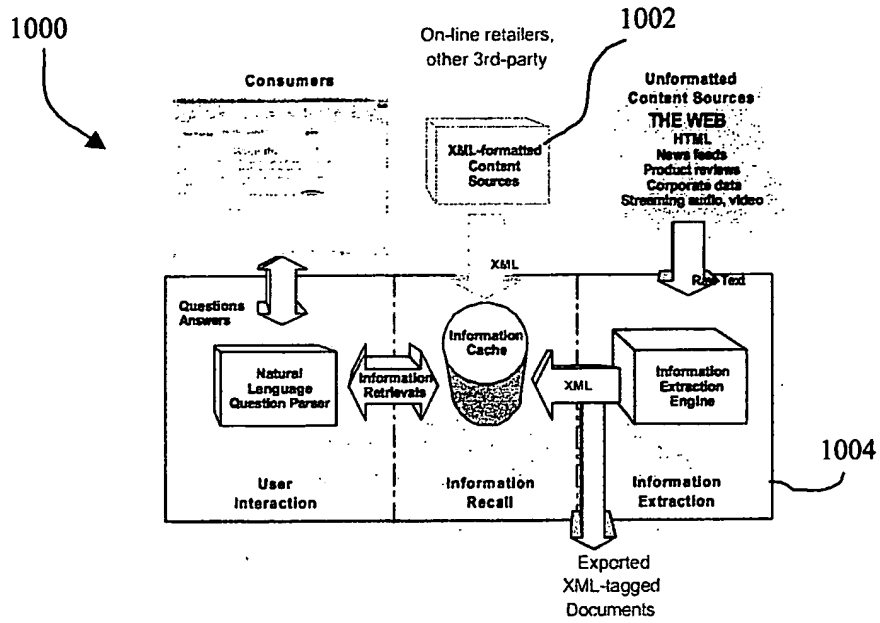 1000
1002
On-line retailers,
other 3rd-party
Consumers
XML-formatted
Content
Sources
Unformatted
Content Sources
THE WEB
HTML
News feeds
Product reviews
Corporate data
Streaming audio, video
XML
Raw Text
Questions
Answers
Natural
Language
Question Parser
Information
Retrievals
Information
Cache
XML
Information
Extraction
Engine
1004
User
Interaction
Information
Recall
Information
Extraction
Exported
XML-tagged
Documents